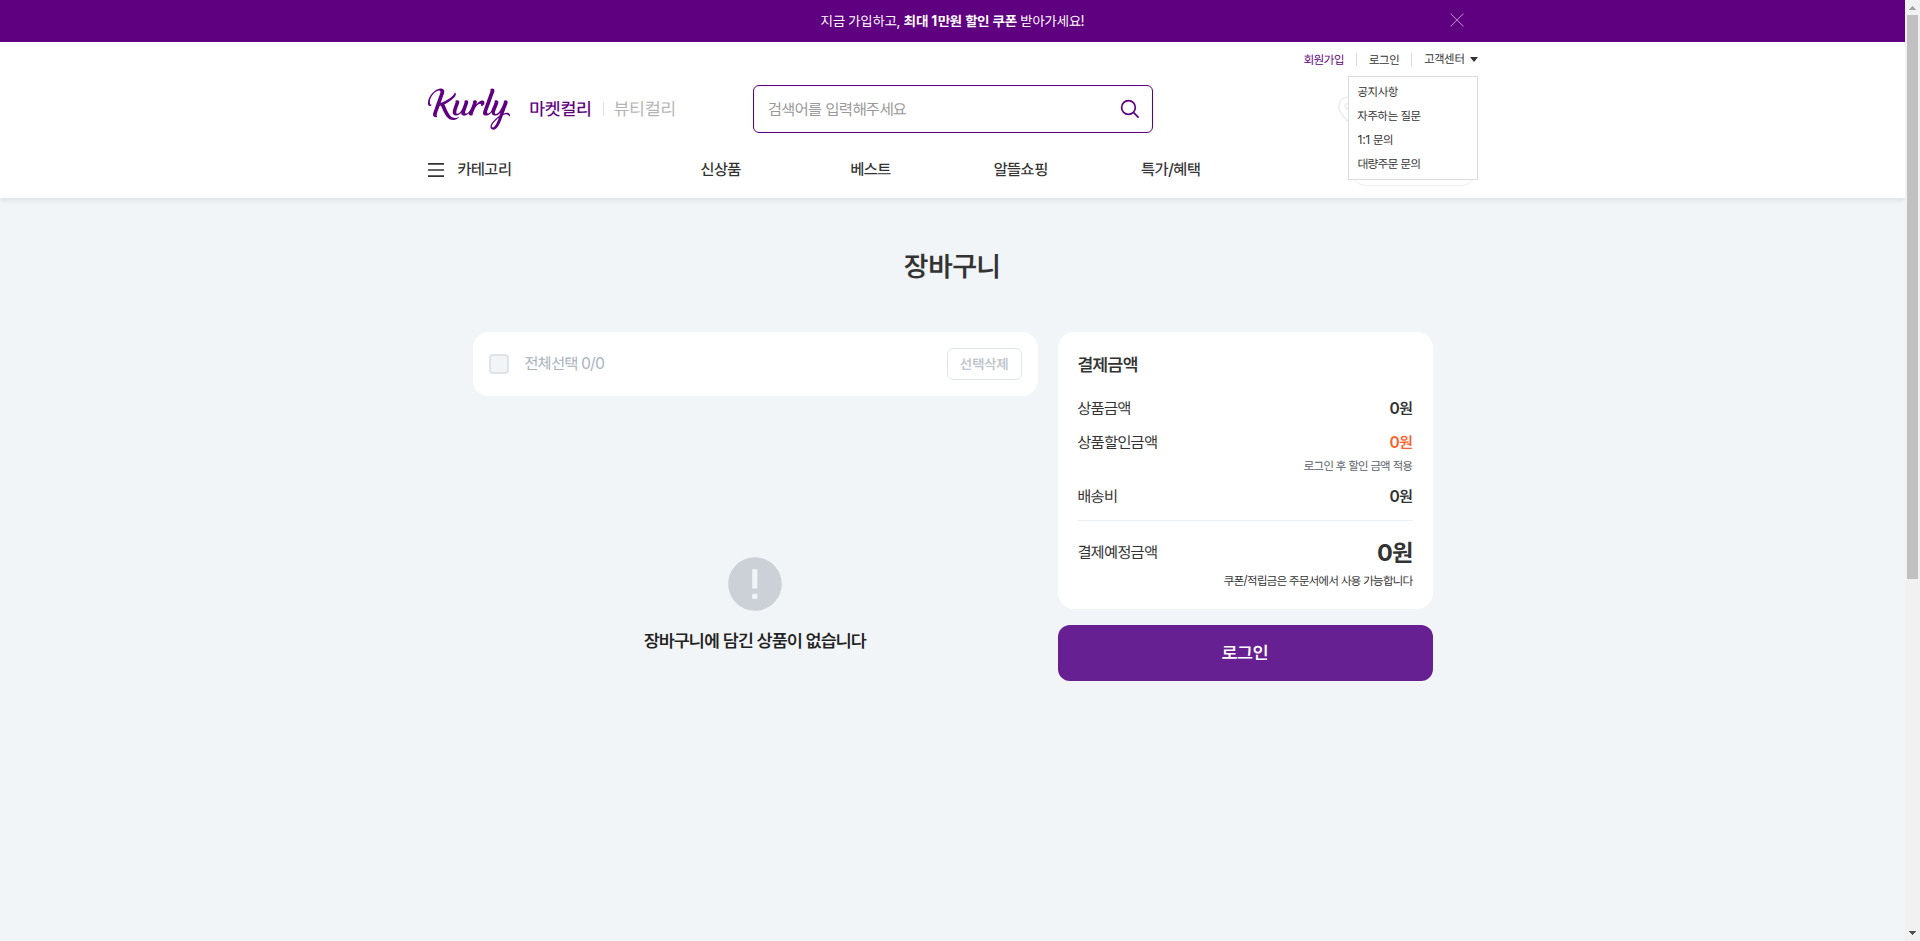 지금 가입하고, 최대 1만원 할인 쿠폰 받아가세요!
회원가입
로그인
고객센터
공지사항
자주하는 질문
1:1 문의
대량주문 문의
Kurly
마켓컬리
뷰티컬리
검색어를 입력해주세요
카테고리
신상품
베스트
알뜰쇼핑
특가/혜택
장바구니
전체선택 0/0
선택삭제
장바구니에 담긴 상품이 없습니다
결제금액
상품금액 0원
상품할인금액 0원
로그인 후 할인 금액 적용
배송비 0원
결제예정금액 0원
쿠폰/적립금은 주문서에서 사용 가능합니다
로그인